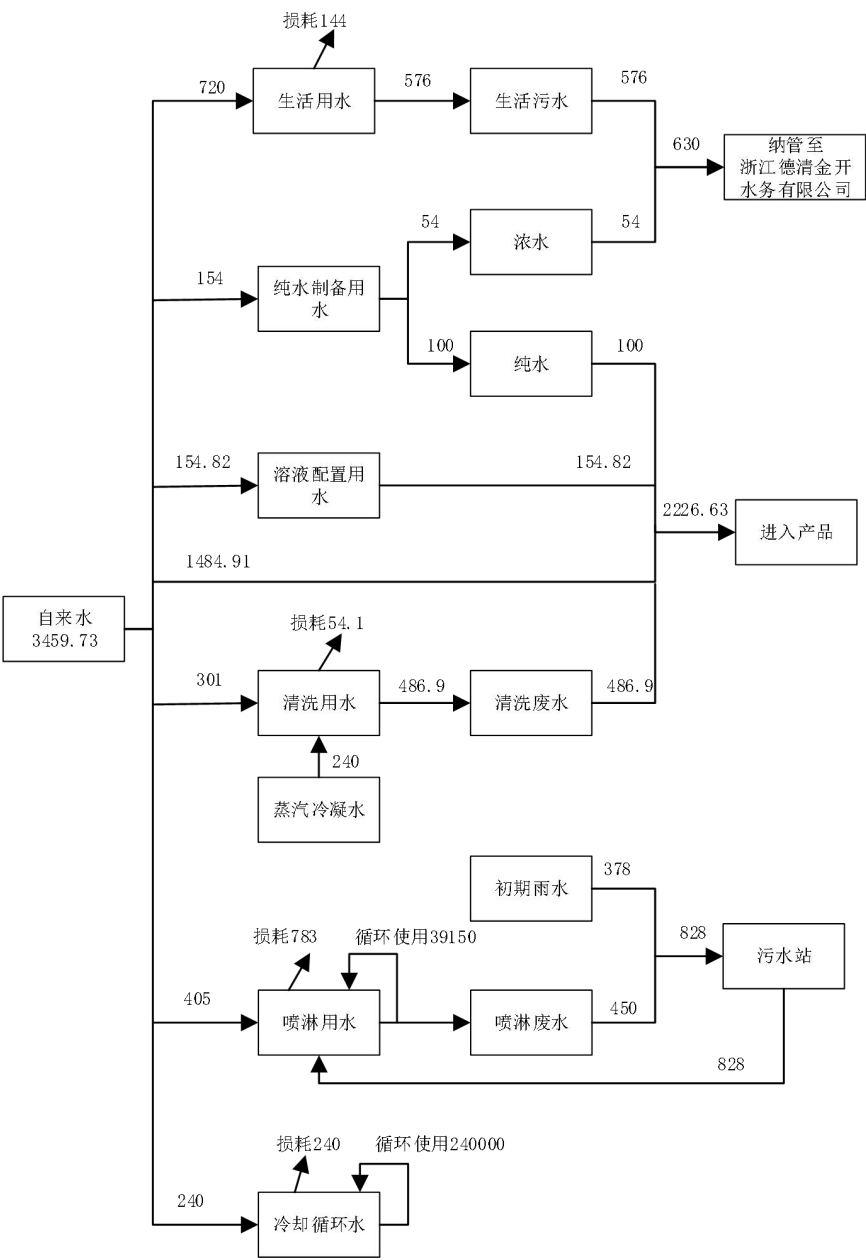 损耗144
720
生活用水
576
生活污水
576
630
纳管至
浙江德清金开
水务有限公司
154
纯水制备用
水
54
浓水
54
100
纯水
100
154.82
溶液配置用
水
154.82
2226.63
进入产品
1484.91
自来水
3459.73
损耗54.1
301
清洗用水
486.9
清洗废水
486.9
240
蒸汽冷凝水
初期雨水
378
损耗783
循环使用39150
828
污水站
405
喷淋用水
喷淋废水
450
828
损耗240
循环使用240000
240
冷却循环水